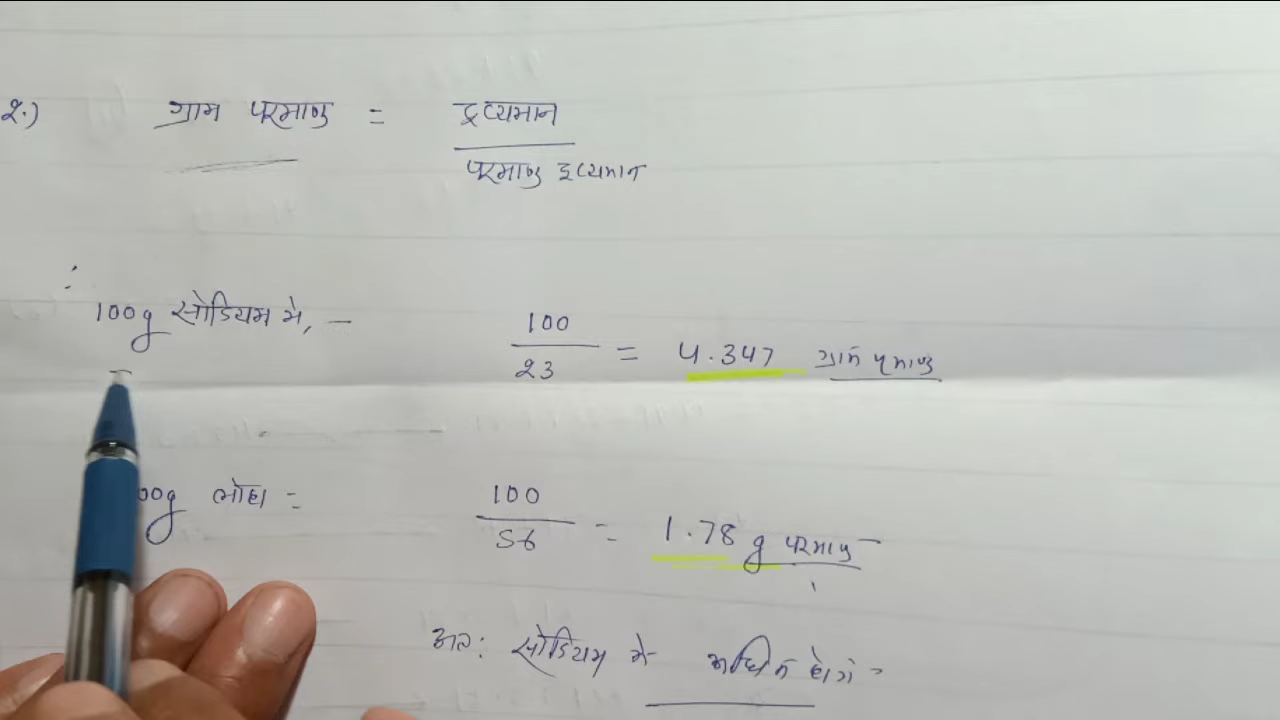 2.) ग्राम परमाणु = द्रव्यमान
परमाणु द्रव्यमान
:
100g सोडियम में, – 100
23 = 4.347 ग्राम परमाणु
00g लोहा = 100
56 = 1.78 g परमाणु
अतः सोडियम में अधिक होगें